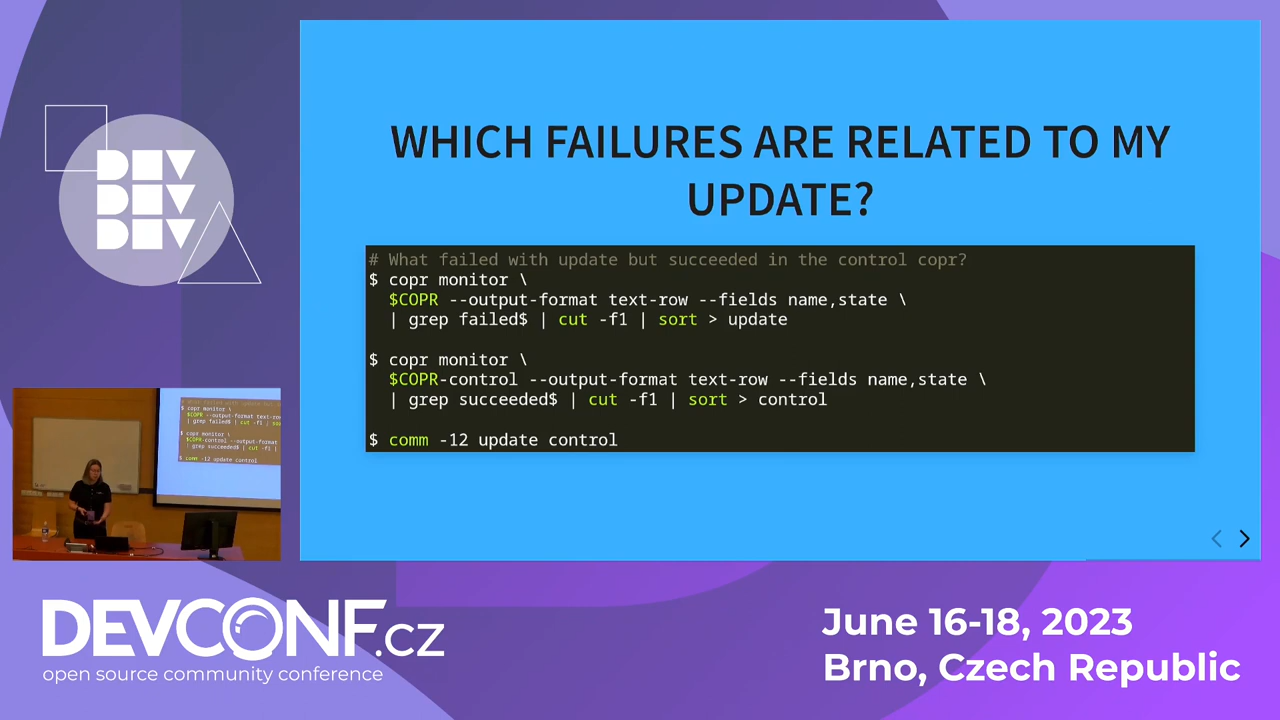 DEV
DEV
DEV
WHICH FAILURES ARE RELATED TO MY
UPDATE?
# What failed with update but succeeded in the control copr?
$ copr monitor \
$COPR --output-format text-row --fields name,state \
| grep failed$ | cut -f1 | sort > update
$ copr monitor \
$COPR-control --output-format text-row --fields name,state \
| grep succeeded$ | cut -f1 | sort > control
$ comm -12 update control
DEVCONF.cz
open source community conference
June 16-18, 2023
Brno, Czech Republic